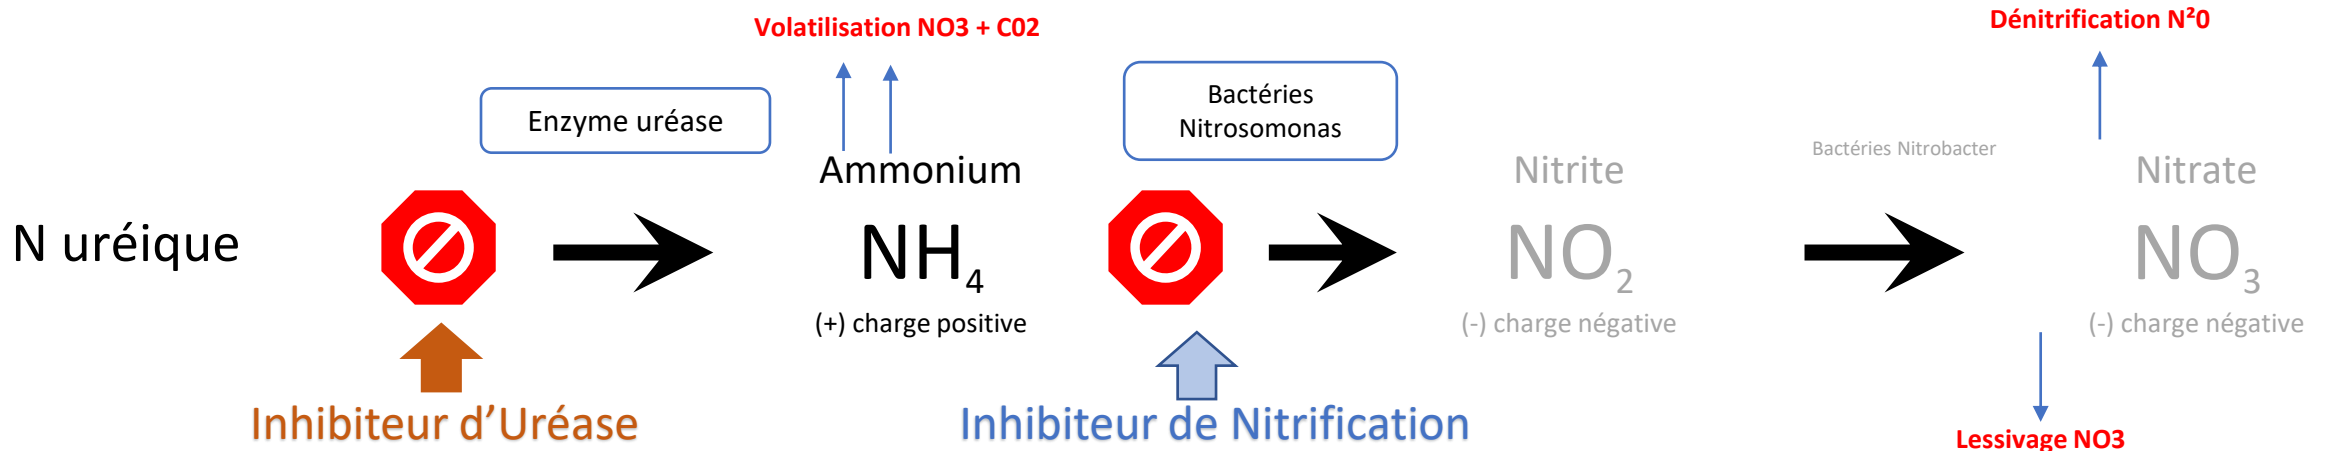 Volatilisation NO3 + C02
Dénitrification N²0
Enzyme uréase
Bactéries
Nitrosomonas
Bactéries Nitrobacter
Ammonium
Nitrite
Nitrate
N uréique
NH₄
NO₂
NO₃
(+) charge positive
(-) charge négative
(-) charge négative
Inhibiteur d’Uréase
Inhibiteur de Nitrification
Lessivage NO3